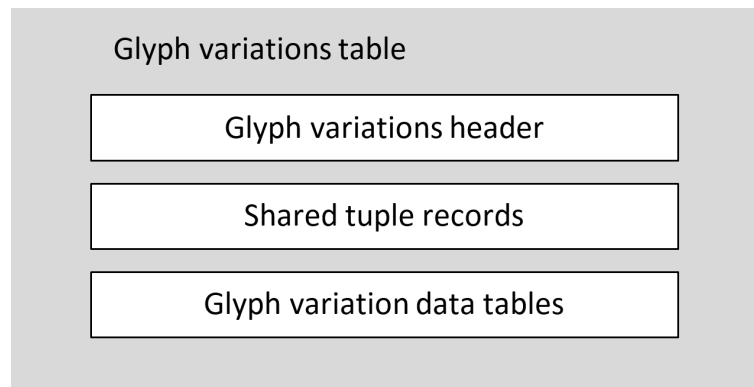 Glyph variations table
Glyph variations header
Shared tuple records
Glyph variation data tables